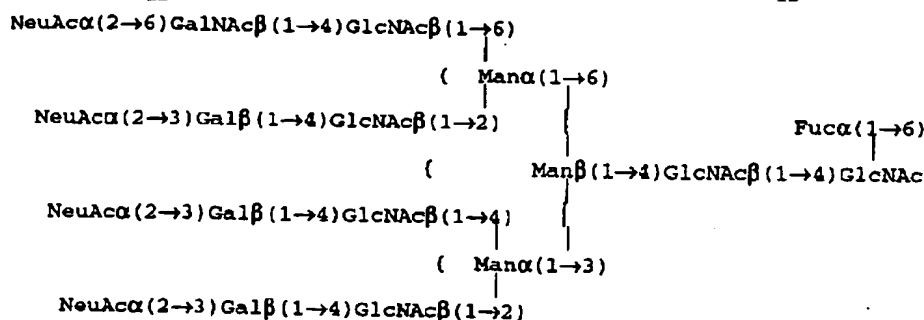 NeuAcα(2→6)GalNAcβ(1→4)GlcNAcβ(1→6)
( Manα(1→6)
NeuAcα(2→3)Galβ(1→4)GlcNAcβ(1→2)
Fucα(1→6)
( Manβ(1→4)GlcNAcβ(1→4)GlcNAc
NeuAcα(2→3)Galβ(1→4)GlcNAcβ(1→4)
( Manα(1→3)
NeuAcα(2→3)Galβ(1→4)GlcNAcβ(1→2)